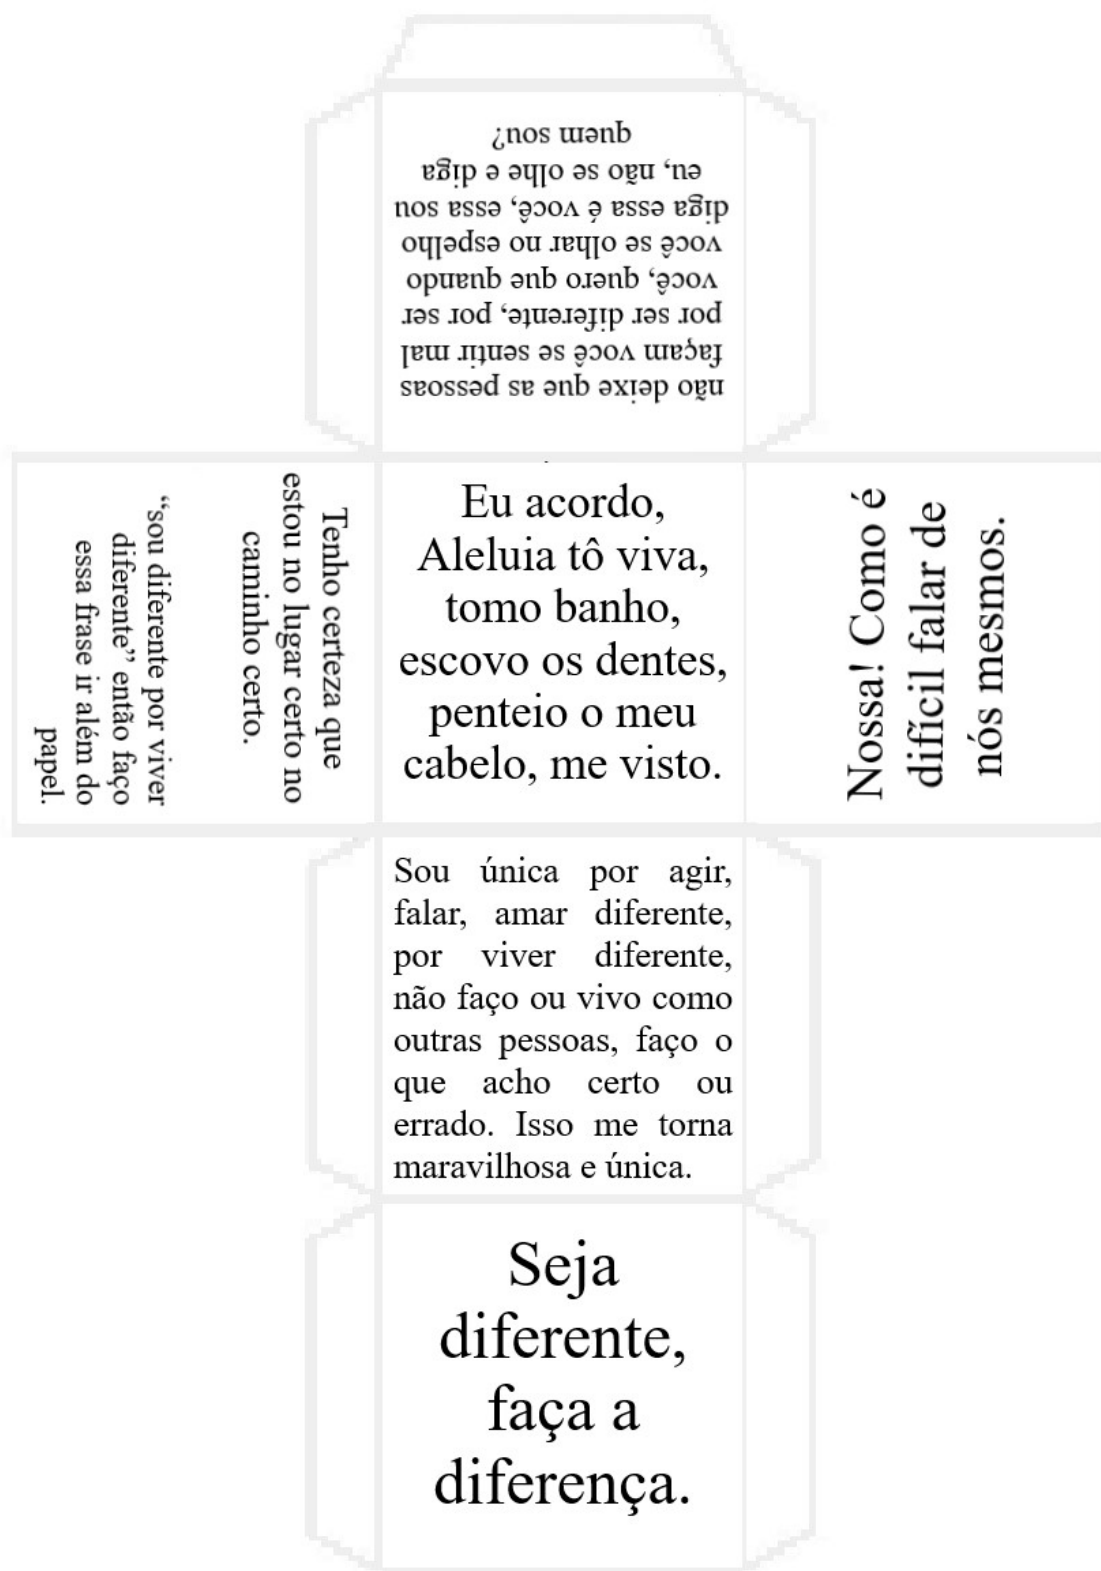 não deixe que as pessoas
façam você se sentir mal
por ser diferente, por ser
você, quero que quando
você se olhar no espelho
diga essa é você, essa sou
eu, não se olhe e diga
quem sou?
Tenho certeza que
estou no lugar certo no
caminho certo.
“sou diferente por viver
diferente” então faço
essa frase ir além do
papel.
Eu acordo,
Aleluia tô viva,
tomo banho,
escovo os dentes,
penteio o meu
cabelo, me visto.
Nossa! Como é
difícil falar de
nós mesmos.
Sou única por agir,
falar, amar diferente,
por viver diferente,
não faço ou vivo como
outras pessoas, faço o
que acho certo ou
errado. Isso me torna
maravilhosa e única.
Seja
diferente,
faça a
diferença.